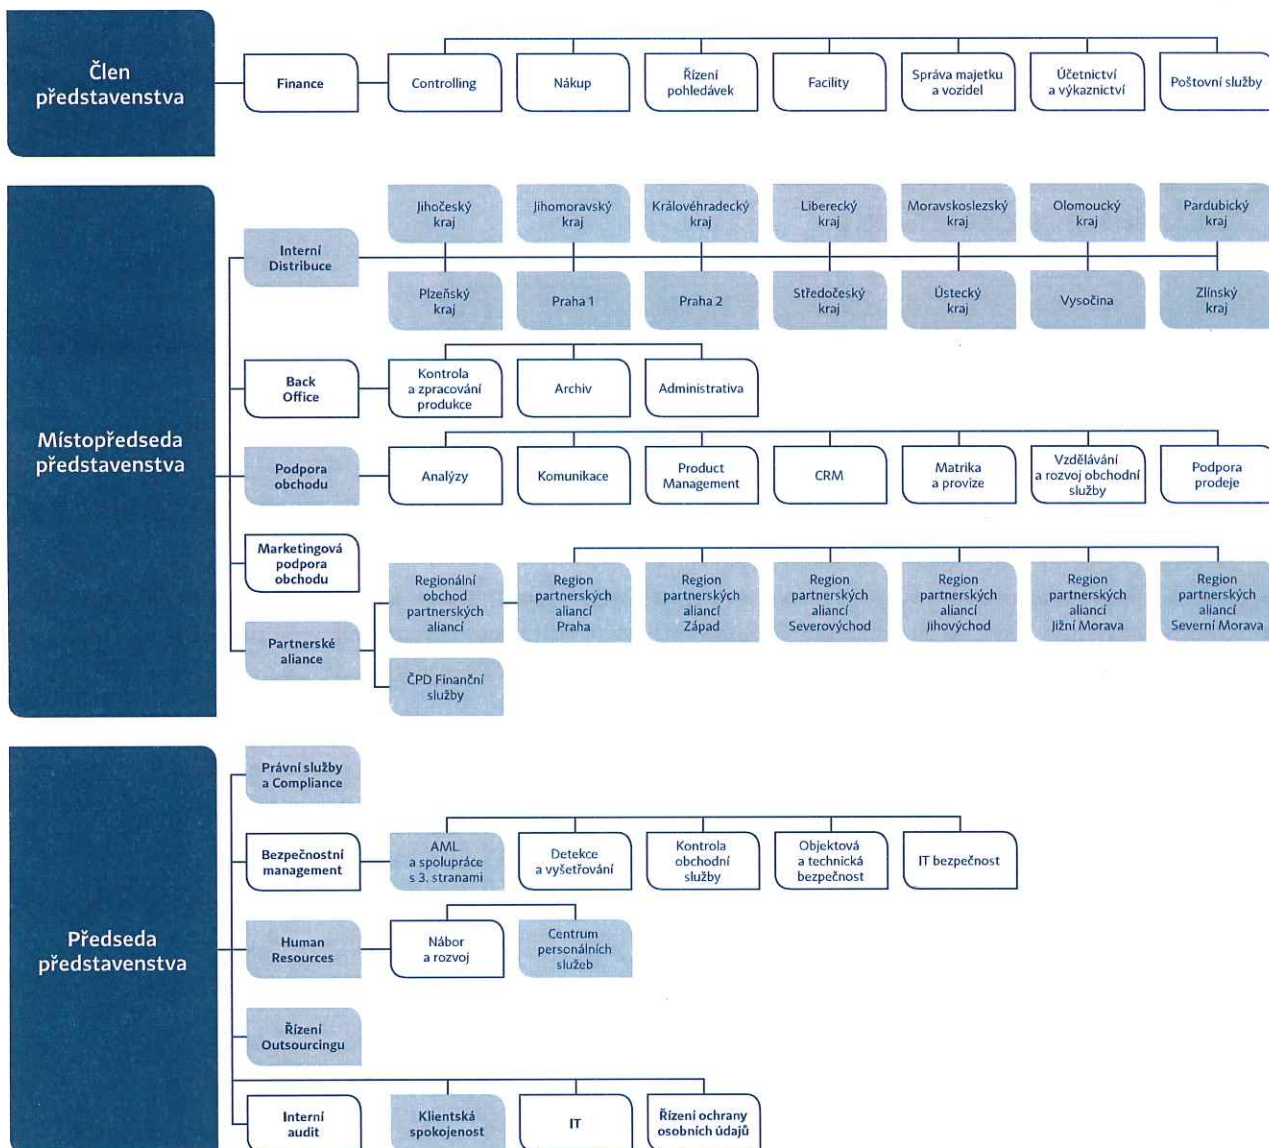 Člen
představenstva
Finance
Controlling
Nákup
Řízení
pohledávek
Facility
Správa majetku
a vozidel
Účetnictví
a výkaznictví
Poštovní služby
Místopředseda
představenstva
Interní
Distribuce
Jihočeský
kraj
Jihomoravský
kraj
Královéhradecký
kraj
Liberecký
kraj
Moravskoslezský
kraj
Olomoucký
kraj
Pardubický
kraj
Plzeňský
kraj
Praha 1
Praha 2
Středočeský
kraj
Ústecký
kraj
Vysočina
Zlínský
kraj
Back
Office
Kontrola
a zpracování
produkce
Archiv
Administrativa
Podpora
obchodu
Analýzy
Komunikace
Product
Management
CRM
Matrika
a provize
Vzdělávání
a rozvoj obchodní
služby
Podpora
prodeje
Marketingová
podpora
obchodu
Partnerské
aliance
Regionální
obchod
partnerských
aliancí
Region
partnerských
aliancí
Praha
Region
partnerských
aliancí
Západ
Region
partnerských
aliancí
Severovýchod
Region
partnerských
aliancí
Jihovýchod
Region
partnerských
aliancí
Jižní Morava
Region
partnerských
aliancí
Severní Morava
ČPD Finanční
služby
Předseda
představenstva
Právní služby
a Compliance
Bezpečnostní
management
AML
a spolupráce
s 3. stranami
Detekce
a vyšetřování
Kontrola
obchodní
služby
Objektová
a technická
bezpečnost
IT bezpečnost
Human
Resources
Nábor
a rozvoj
Centrum
personálních
služeb
Řízení
Outsourcingu
Interní
audit
Klientská
spokojenost
IT
Řízení ochrany
osobních údajů